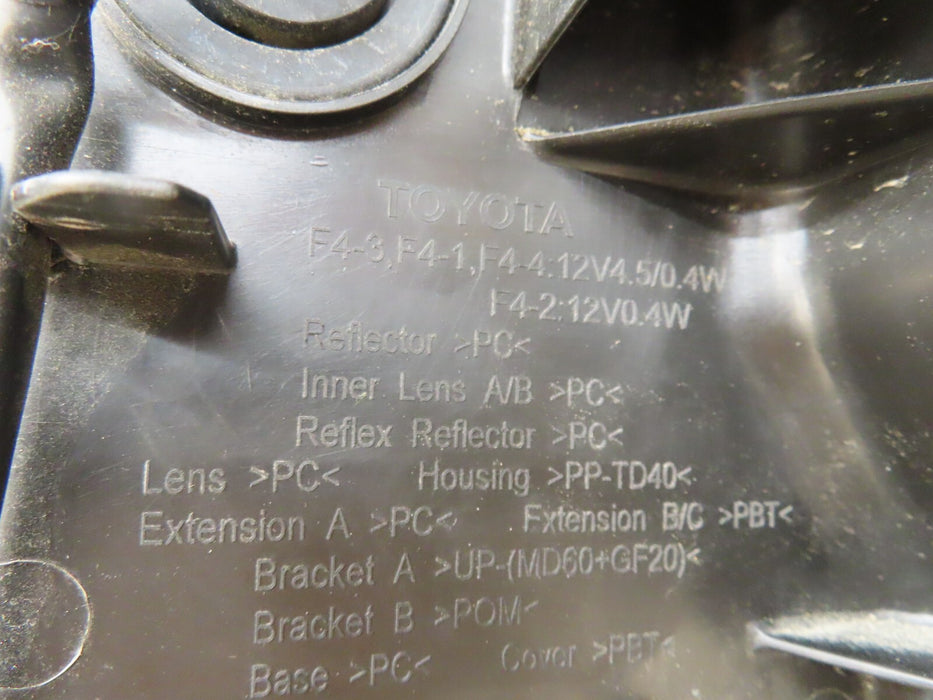 TOYOTA
F4-3,F4-1,F4-4:12V4.5/0.4W
F4-2:12V0.4W
Reflector >PC<
Inner Lens A/B >PC<
Reflex Reflector >PC<
Lens >PC< Housing >PP-TD40<
Extension A >PC< Extension B/C >PBT<
Bracket A >UP-(MD60+GF20)<
Bracket B >POM<
Base >PC< Cover >PBT<